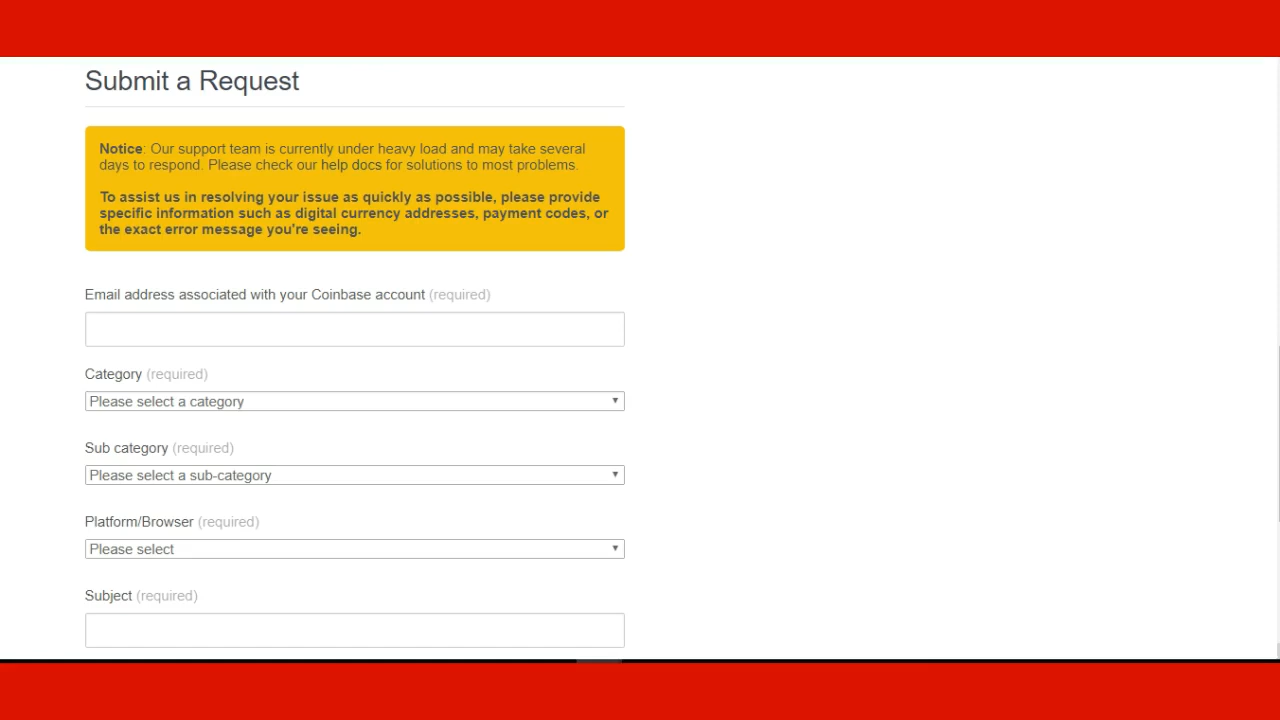 Submit a Request
Notice: Our support team is currently under heavy load and may take several
days to respond. Please check our help docs for solutions to most problems.
To assist us in resolving your issue as quickly as possible, please provide
specific information such as digital currency addresses, payment codes, or
the exact error message you're seeing.
Email address associated with your Coinbase account (required)
Category (required)
Please select a category
Sub category (required)
Please select a sub-category
Platform/Browser (required)
Please select
Subject (required)